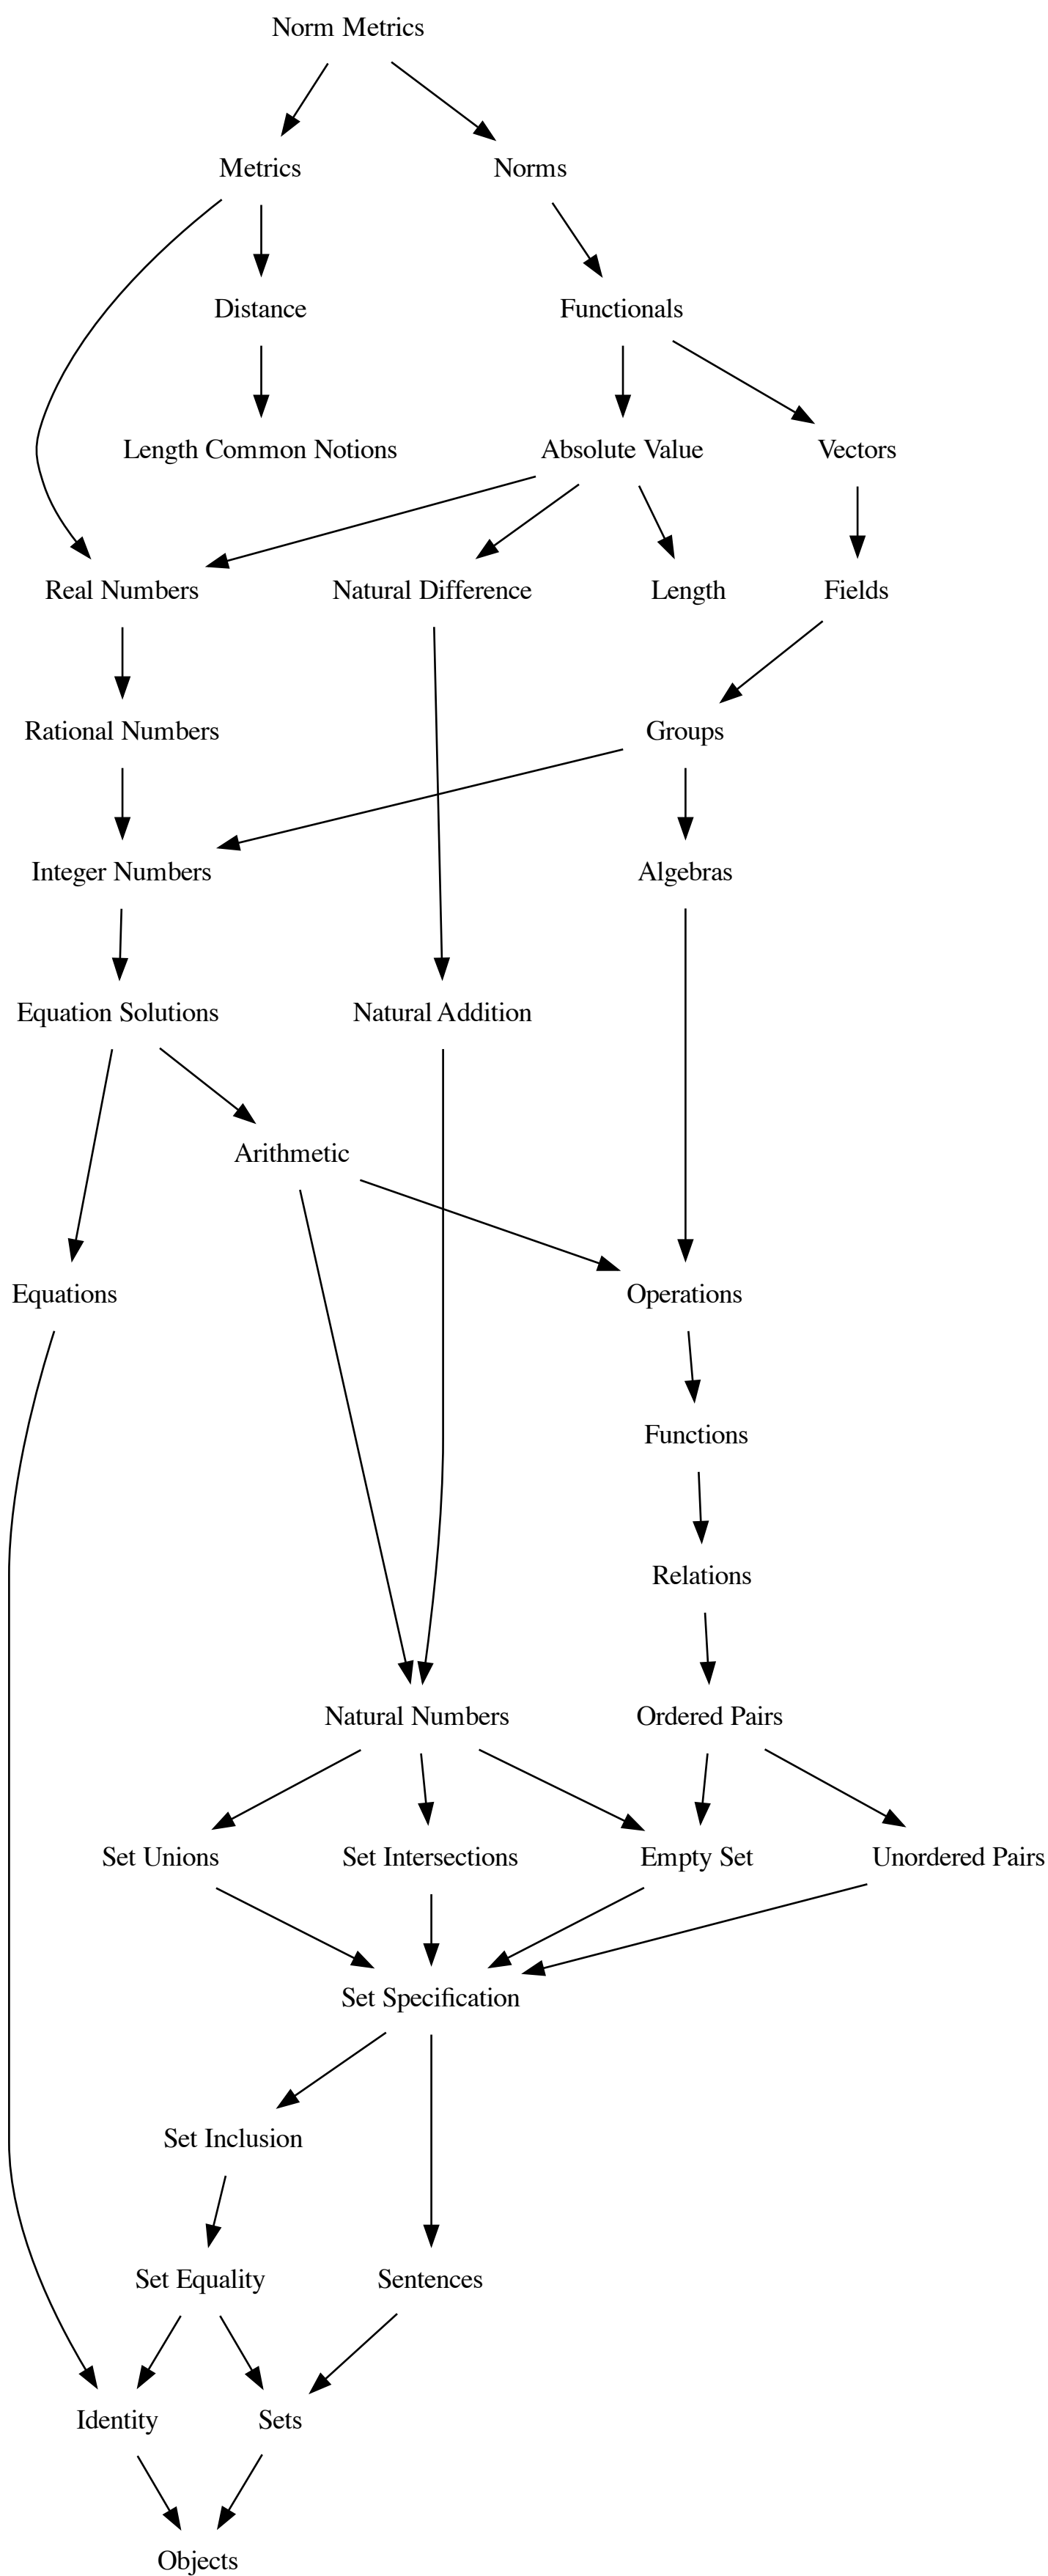 Norm Metrics
Metrics
Norms
Distance
Functionals
Length Common Notions
Absolute Value
Vectors
Real Numbers
Natural Difference
Length
Fields
Rational Numbers
Groups
Integer Numbers
Algebras
Equation Solutions
Natural Addition
Arithmetic
Equations
Operations
Functions
Relations
Natural Numbers
Ordered Pairs
Set Unions
Set Intersections
Empty Set
Unordered Pairs
Set Specification
Set Inclusion
Set Equality
Sentences
Identity
Sets
Objects